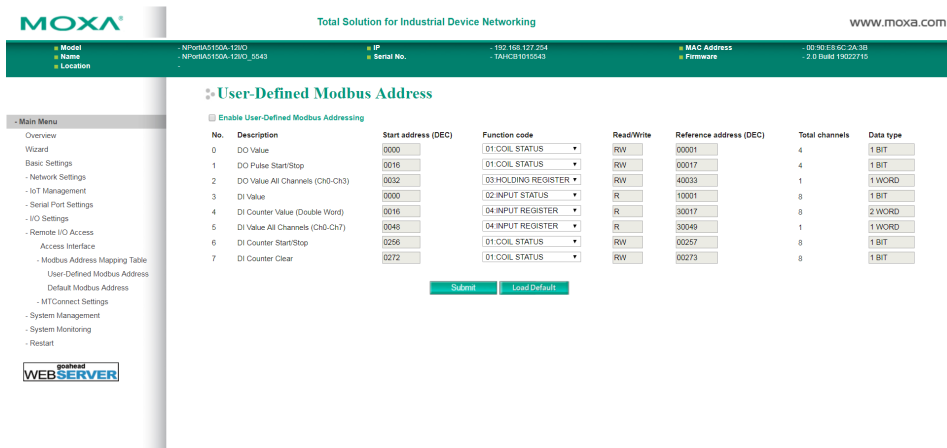 MOXA®
Total Solution for Industrial Device Networking
www.moxa.com
Model - NPortIA5150A-12I/O IP - 192.168.127.254 MAC Address - 00:90:E8:6C:2A:3B
Name - NPortIA5150A-12I/O_5543 Serial No. - TAHCB1015543 Firmware - 2.0 Build 19022715
Location -
User-Defined Modbus Address
Enable User-Defined Modbus Addressing
No. Description Start address (DEC) Function code Read/Write Reference address (DEC) Total channels Data type
0 DO Value 0000 01:COIL STATUS RW 00001 4 1 BIT
1 DO Pulse Start/Stop 0016 01:COIL STATUS RW 00017 4 1 BIT
2 DO Value All Channels (Ch0-Ch3) 0032 03:HOLDING REGISTER RW 40033 1 1 WORD
3 DI Value 0000 02:INPUT STATUS R 10001 8 1 BIT
4 DI Counter Value (Double Word) 0016 04:INPUT REGISTER R 30017 8 2 WORD
5 DI Value All Channels (Ch0-Ch7) 0048 04:INPUT REGISTER R 30049 1 1 WORD
6 DI Counter Start/Stop 0256 01:COIL STATUS RW 00257 8 1 BIT
7 DI Counter Clear 0272 01:COIL STATUS RW 00273 8 1 BIT
Submit Load Default
- Main Menu
Overview
Wizard
Basic Settings
- Network Settings
- IoT Management
- Serial Port Settings
- I/O Settings
- Remote I/O Access
Access Interface
- Modbus Address Mapping Table
User-Defined Modbus Address
Default Modbus Address
- MTConnect Settings
- System Management
- System Monitoring
- Restart
goahead
WEBSERVER